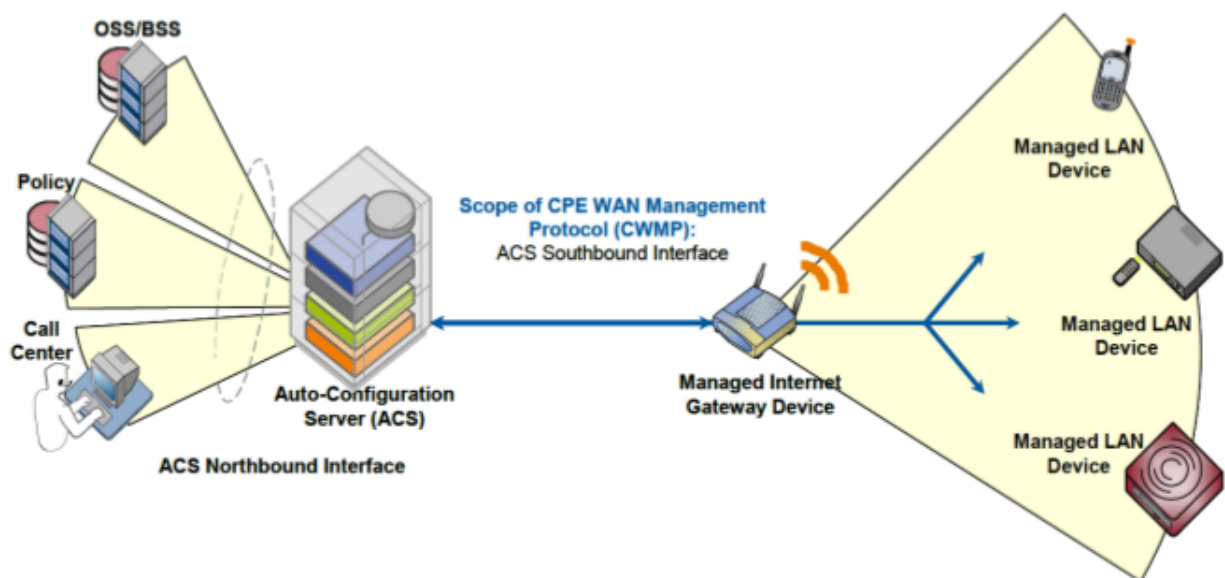 OSS/BSS
Policy
Call
Center
Auto-Configuration
Server (ACS)
ACS Northbound Interface
Scope of CPE WAN Management
Protocol (CWMP):
ACS Southbound Interface
Managed Internet
Gateway Device
Managed LAN
Device
Managed LAN
Device
Managed LAN
Device